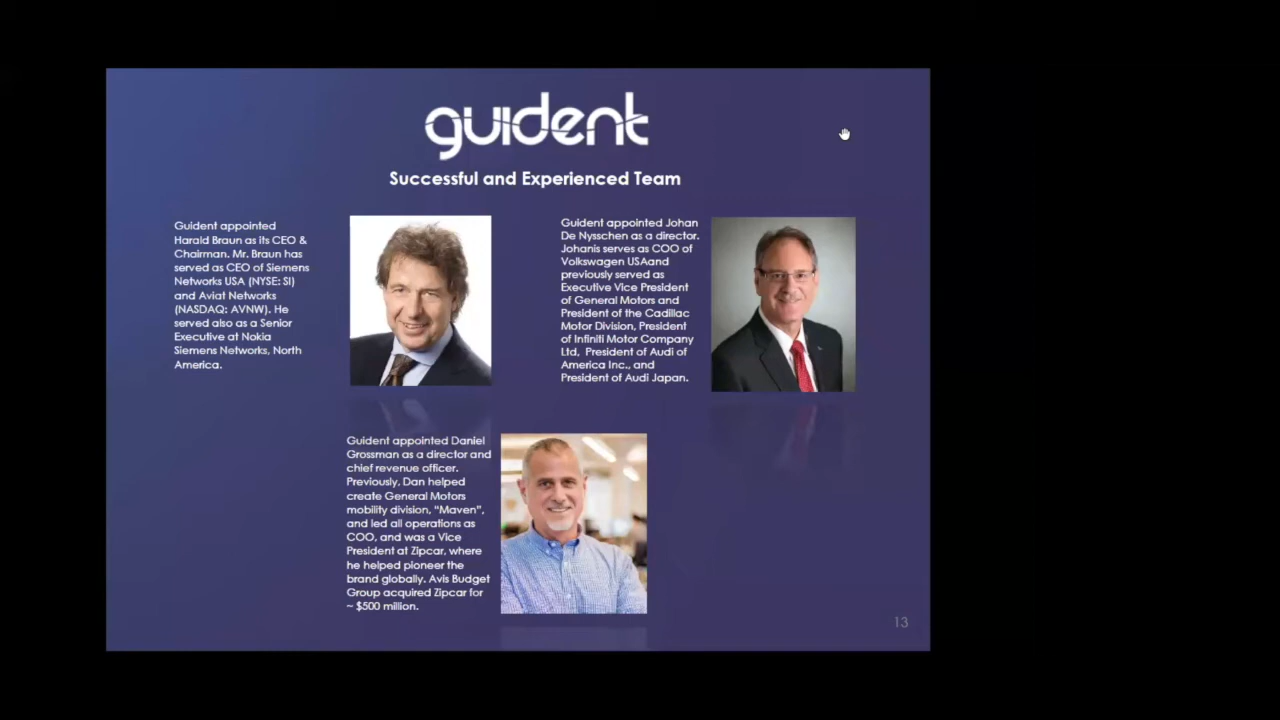 guident
Successful and Experienced Team
Guident appointed
Harald Braun as its CEO &
Chairman. Mr. Braun has
served as CEO of Siemens
Networks USA (NYSE: SI)
and Aviat Networks
(NASDAQ: AVNW). He
served also as a Senior
Executive at Nokia
Siemens Networks, North
America.
Guident appointed Johan
De Nysschen as a director.
Johanis serves as COO of
Volkswagen USAand
previously served as
Executive Vice President
of General Motors and
President of the Cadillac
Motor Division, President
of Infiniti Motor Company
Ltd, President of Audi of
America Inc., and
President of Audi Japan.
Guident appointed Daniel
Grossman as a director and
chief revenue officer.
Previously, Dan helped
create General Motors
mobility division, “Maven”,
and led all operations as
COO, and was a Vice
President at Zipcar, where
he helped pioneer the
brand globally. Avis Budget
Group acquired Zipcar for
~ $500 million.
13